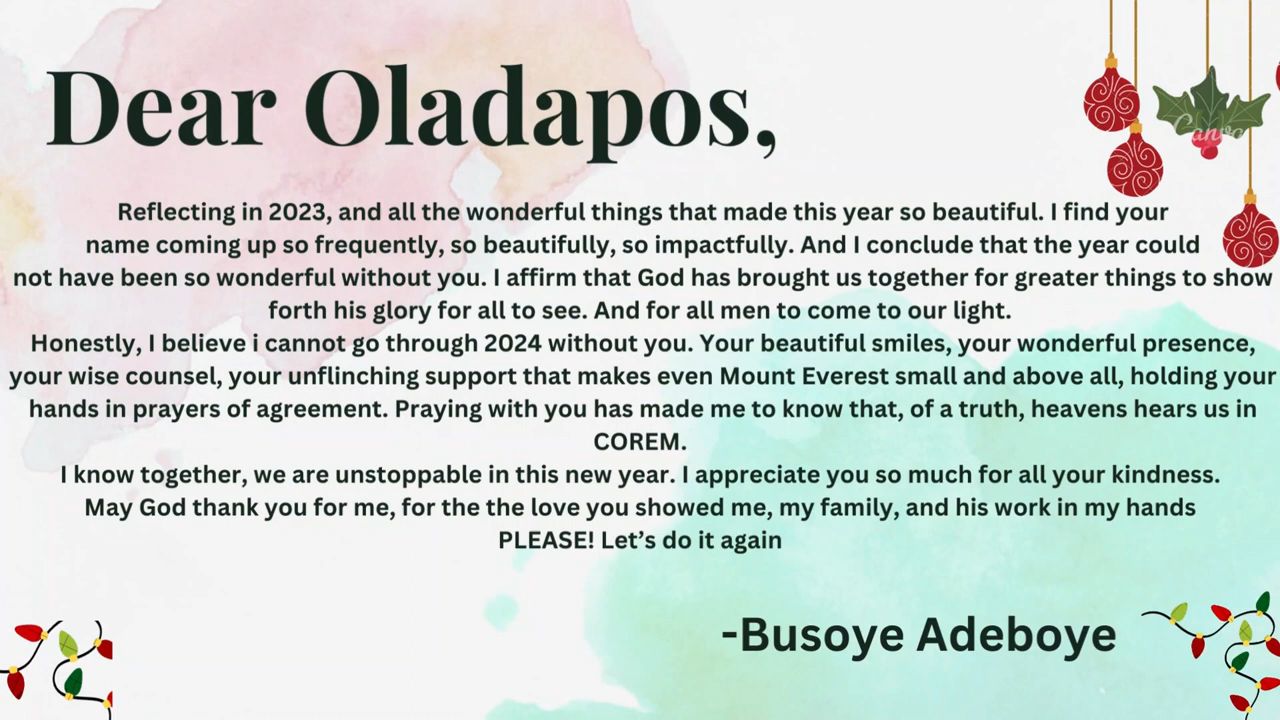 Dear Oladapos,
Canva
Reflecting in 2023, and all the wonderful things that made this year so beautiful. I find your
name coming up so frequently, so beautifully, so impactfully. And I conclude that the year could
not have been so wonderful without you. I affirm that God has brought us together for greater things to show
forth his glory for all to see. And for all men to come to our light.
Honestly, I believe i cannot go through 2024 without you. Your beautiful smiles, your wonderful presence,
your wise counsel, your unflinching support that makes even Mount Everest small and above all, holding your
hands in prayers of agreement. Praying with you has made me to know that, of a truth, heavens hears us in
COREM.
I know together, we are unstoppable in this new year. I appreciate you so much for all your kindness.
May God thank you for me, for the the love you showed me, my family, and his work in my hands
PLEASE! Let’s do it again
-Busoye Adeboye